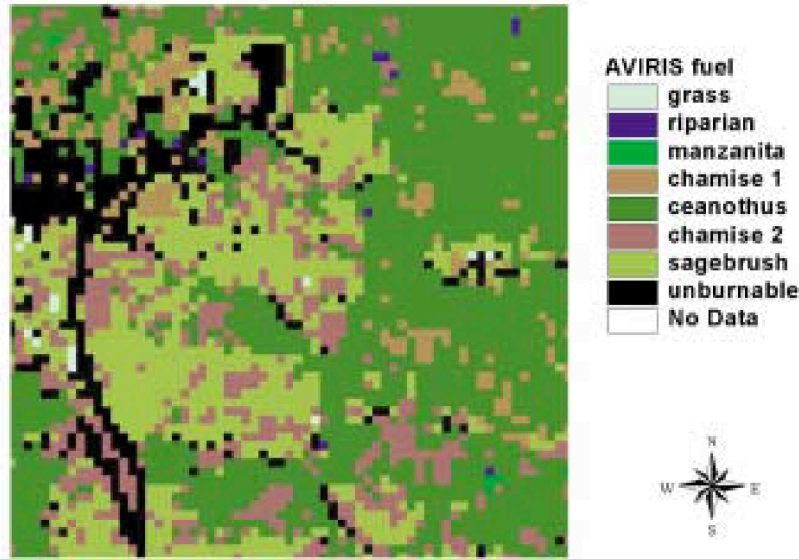 AVIRIS fuel
grass
riparian
manzanita
chamise 1
ceanothus
chamise 2
sagebrush
unburnable
No Data
N
W E
S